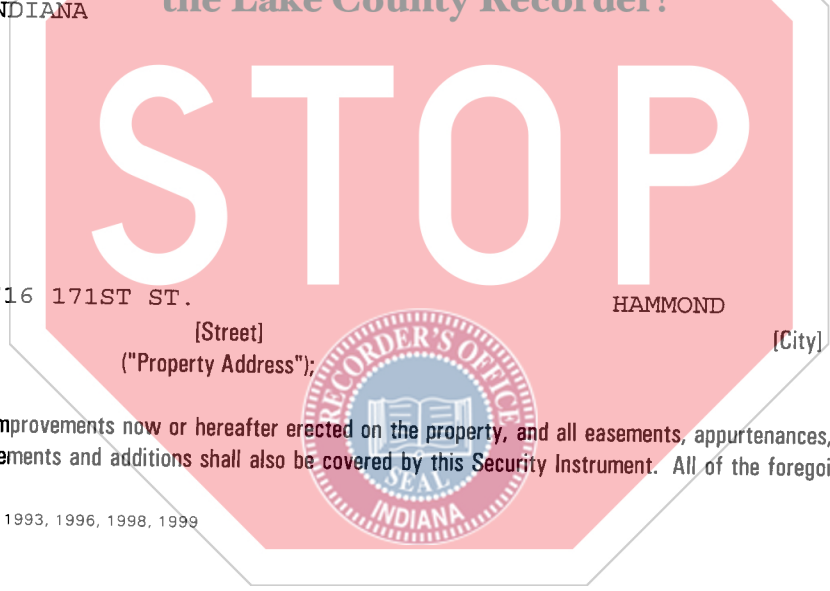 NDIANA
the Lake County Recorder!
STOP
16 171ST ST.
HAMMOND
[Street]
[City]
("Property Address");
RECORDER'S OFFICE
mprovements now or hereafter erected on the property, and all easements, appurtenances,
ements and additions shall also be covered by this Security Instrument. All of the foregoi
SEAL
INDIANA
1993, 1996, 1998, 1999